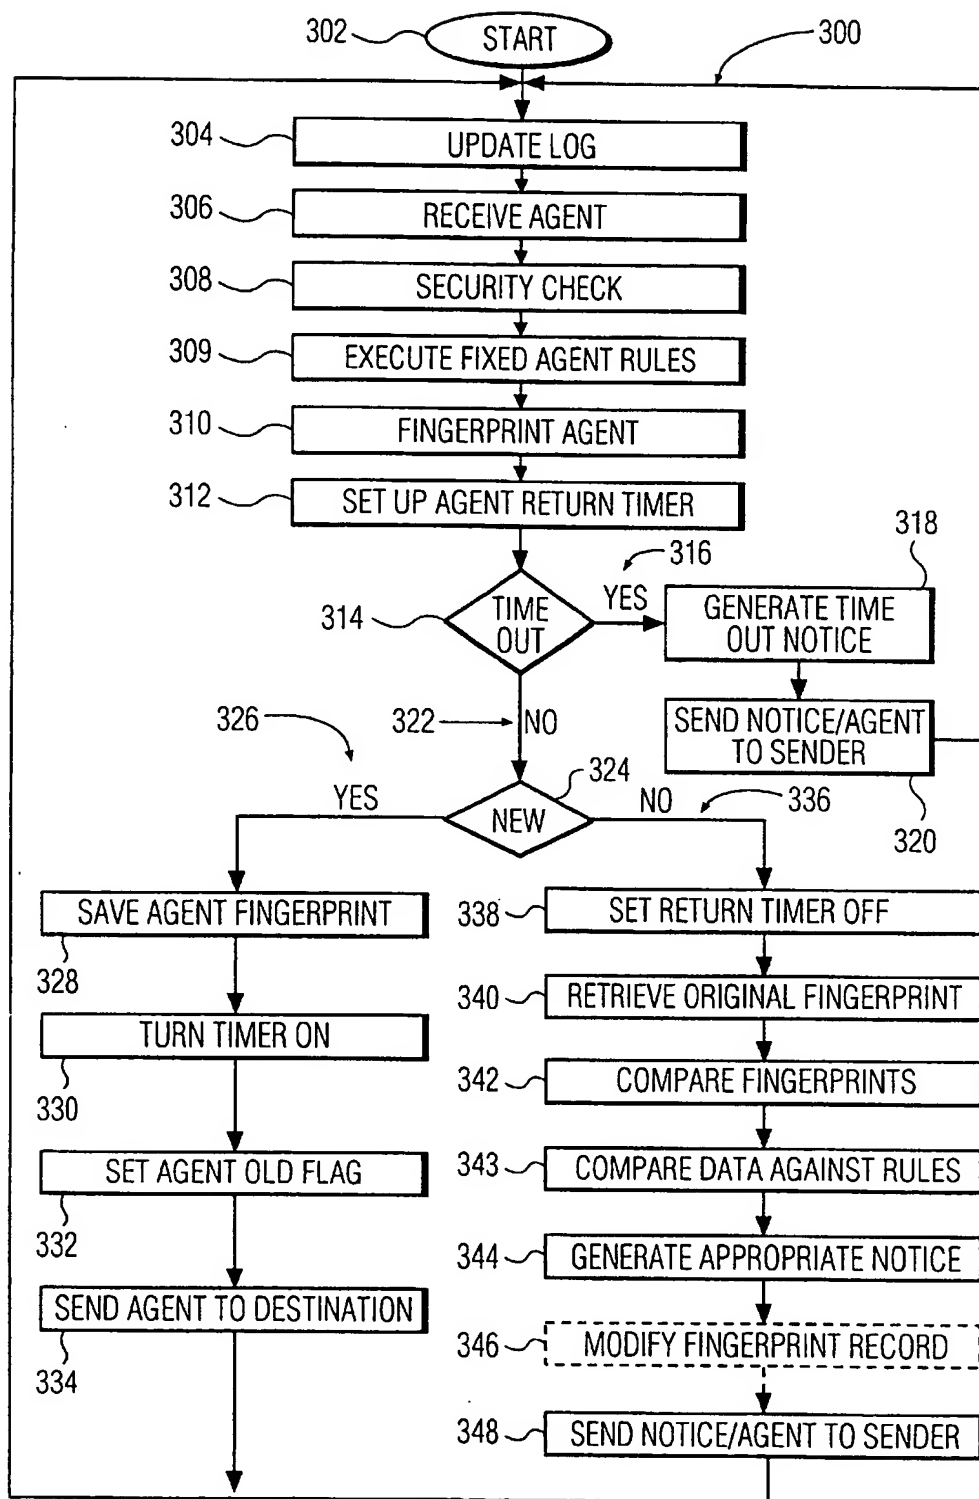 302
START
300
304
UPDATE LOG
306
RECEIVE AGENT
308
SECURITY CHECK
309
EXECUTE FIXED AGENT RULES
310
FINGERPRINT AGENT
312
SET UP AGENT RETURN TIMER
314
TIME
OUT
316
YES
318
GENERATE TIME
OUT NOTICE
322
NO
SEND NOTICE/AGENT
TO SENDER
320
326
YES
324
NEW
NO
336
SAVE AGENT FINGERPRINT
328
TURN TIMER ON
330
SET AGENT OLD FLAG
332
SEND AGENT TO DESTINATION
334
338
SET RETURN TIMER OFF
340
RETRIEVE ORIGINAL FINGERPRINT
342
COMPARE FINGERPRINTS
343
COMPARE DATA AGAINST RULES
344
GENERATE APPROPRIATE NOTICE
346
MODIFY FINGERPRINT RECORD
348
SEND NOTICE/AGENT TO SENDER